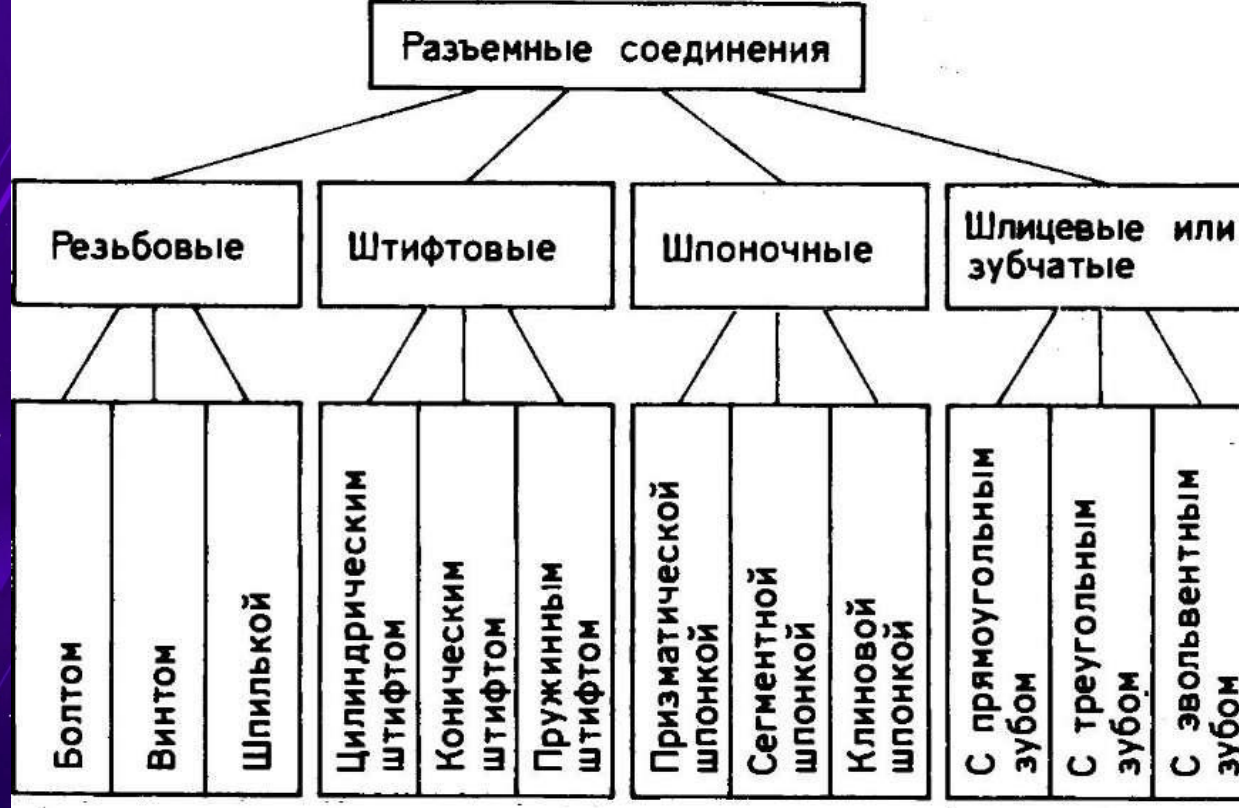 Разъемные соединения
Резьбовые
Штифтовые
Шпоночные
Шлицевые или
зубчатые
Болтом
Винтом
Шпилькой
Цилиндрическим
штифтом
Коническим
штифтом
Пружинным
штифтом
Призматической
шпонкой
Сегментной
шпонкой
Клиновой
шпонкой
С прямоугольным
зубом
С треугольным
зубом
С эвольвентным
зубом